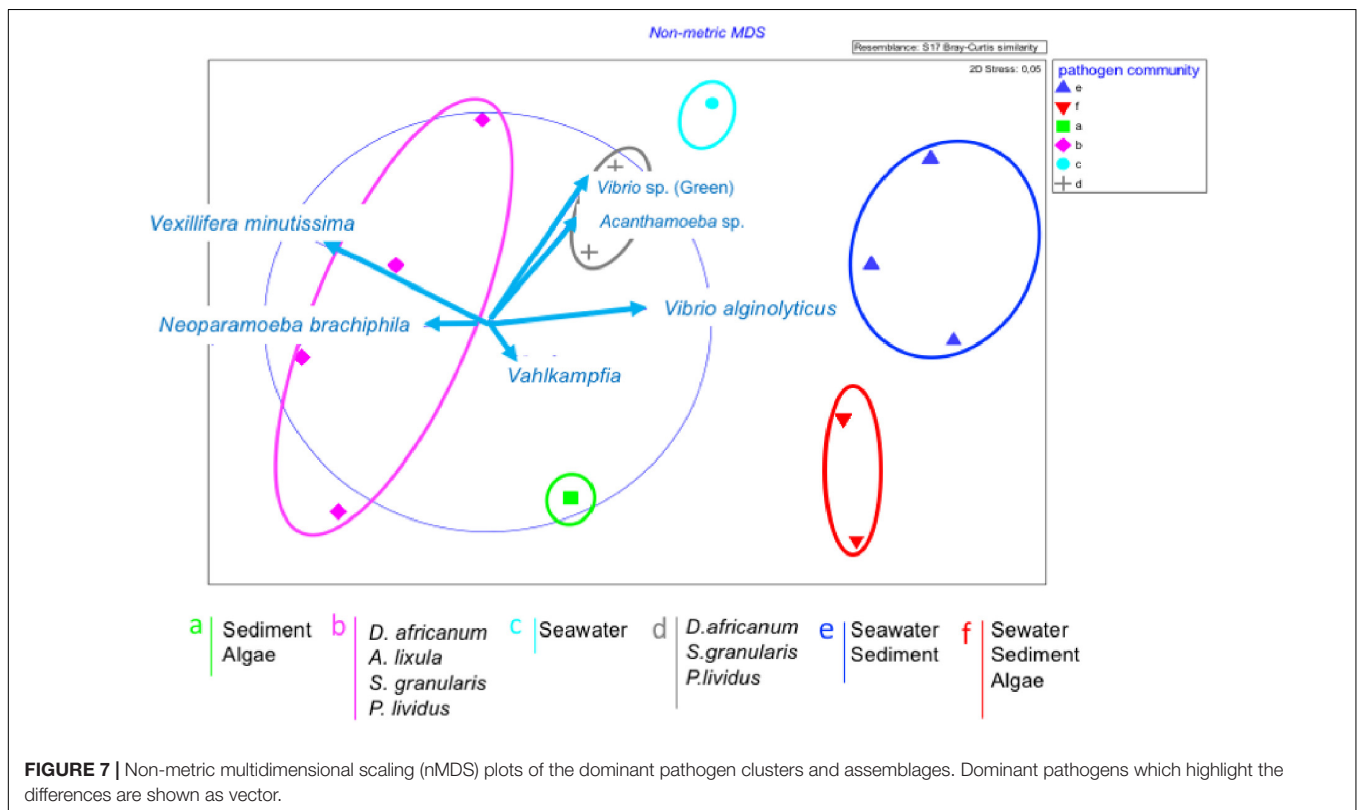 Non-metric MDS
Resemblance: S17 Bray-Curtis similarity
2D Stress: 0,05
pathogen community
e
f
a
b
c
d
Vibrio sp. (Green)
Acanthamoeba sp.
Vexillifera minutissima
Neoparamoeba brachiphila
Vibrio alginolyticus
Vahlkampfia
a
Sediment
Algae
b
D. africanum
A. lixula
S. granularis
P. lividus
c
Seawater
d
D.africanum
S.granularis
P.lividus
e
Seawater
Sediment
f
Sewater
Sediment
Algae
FIGURE 7 | Non-metric multidimensional scaling (nMDS) plots of the dominant pathogen clusters and assemblages. Dominant pathogens which highlight the
differences are shown as vector.